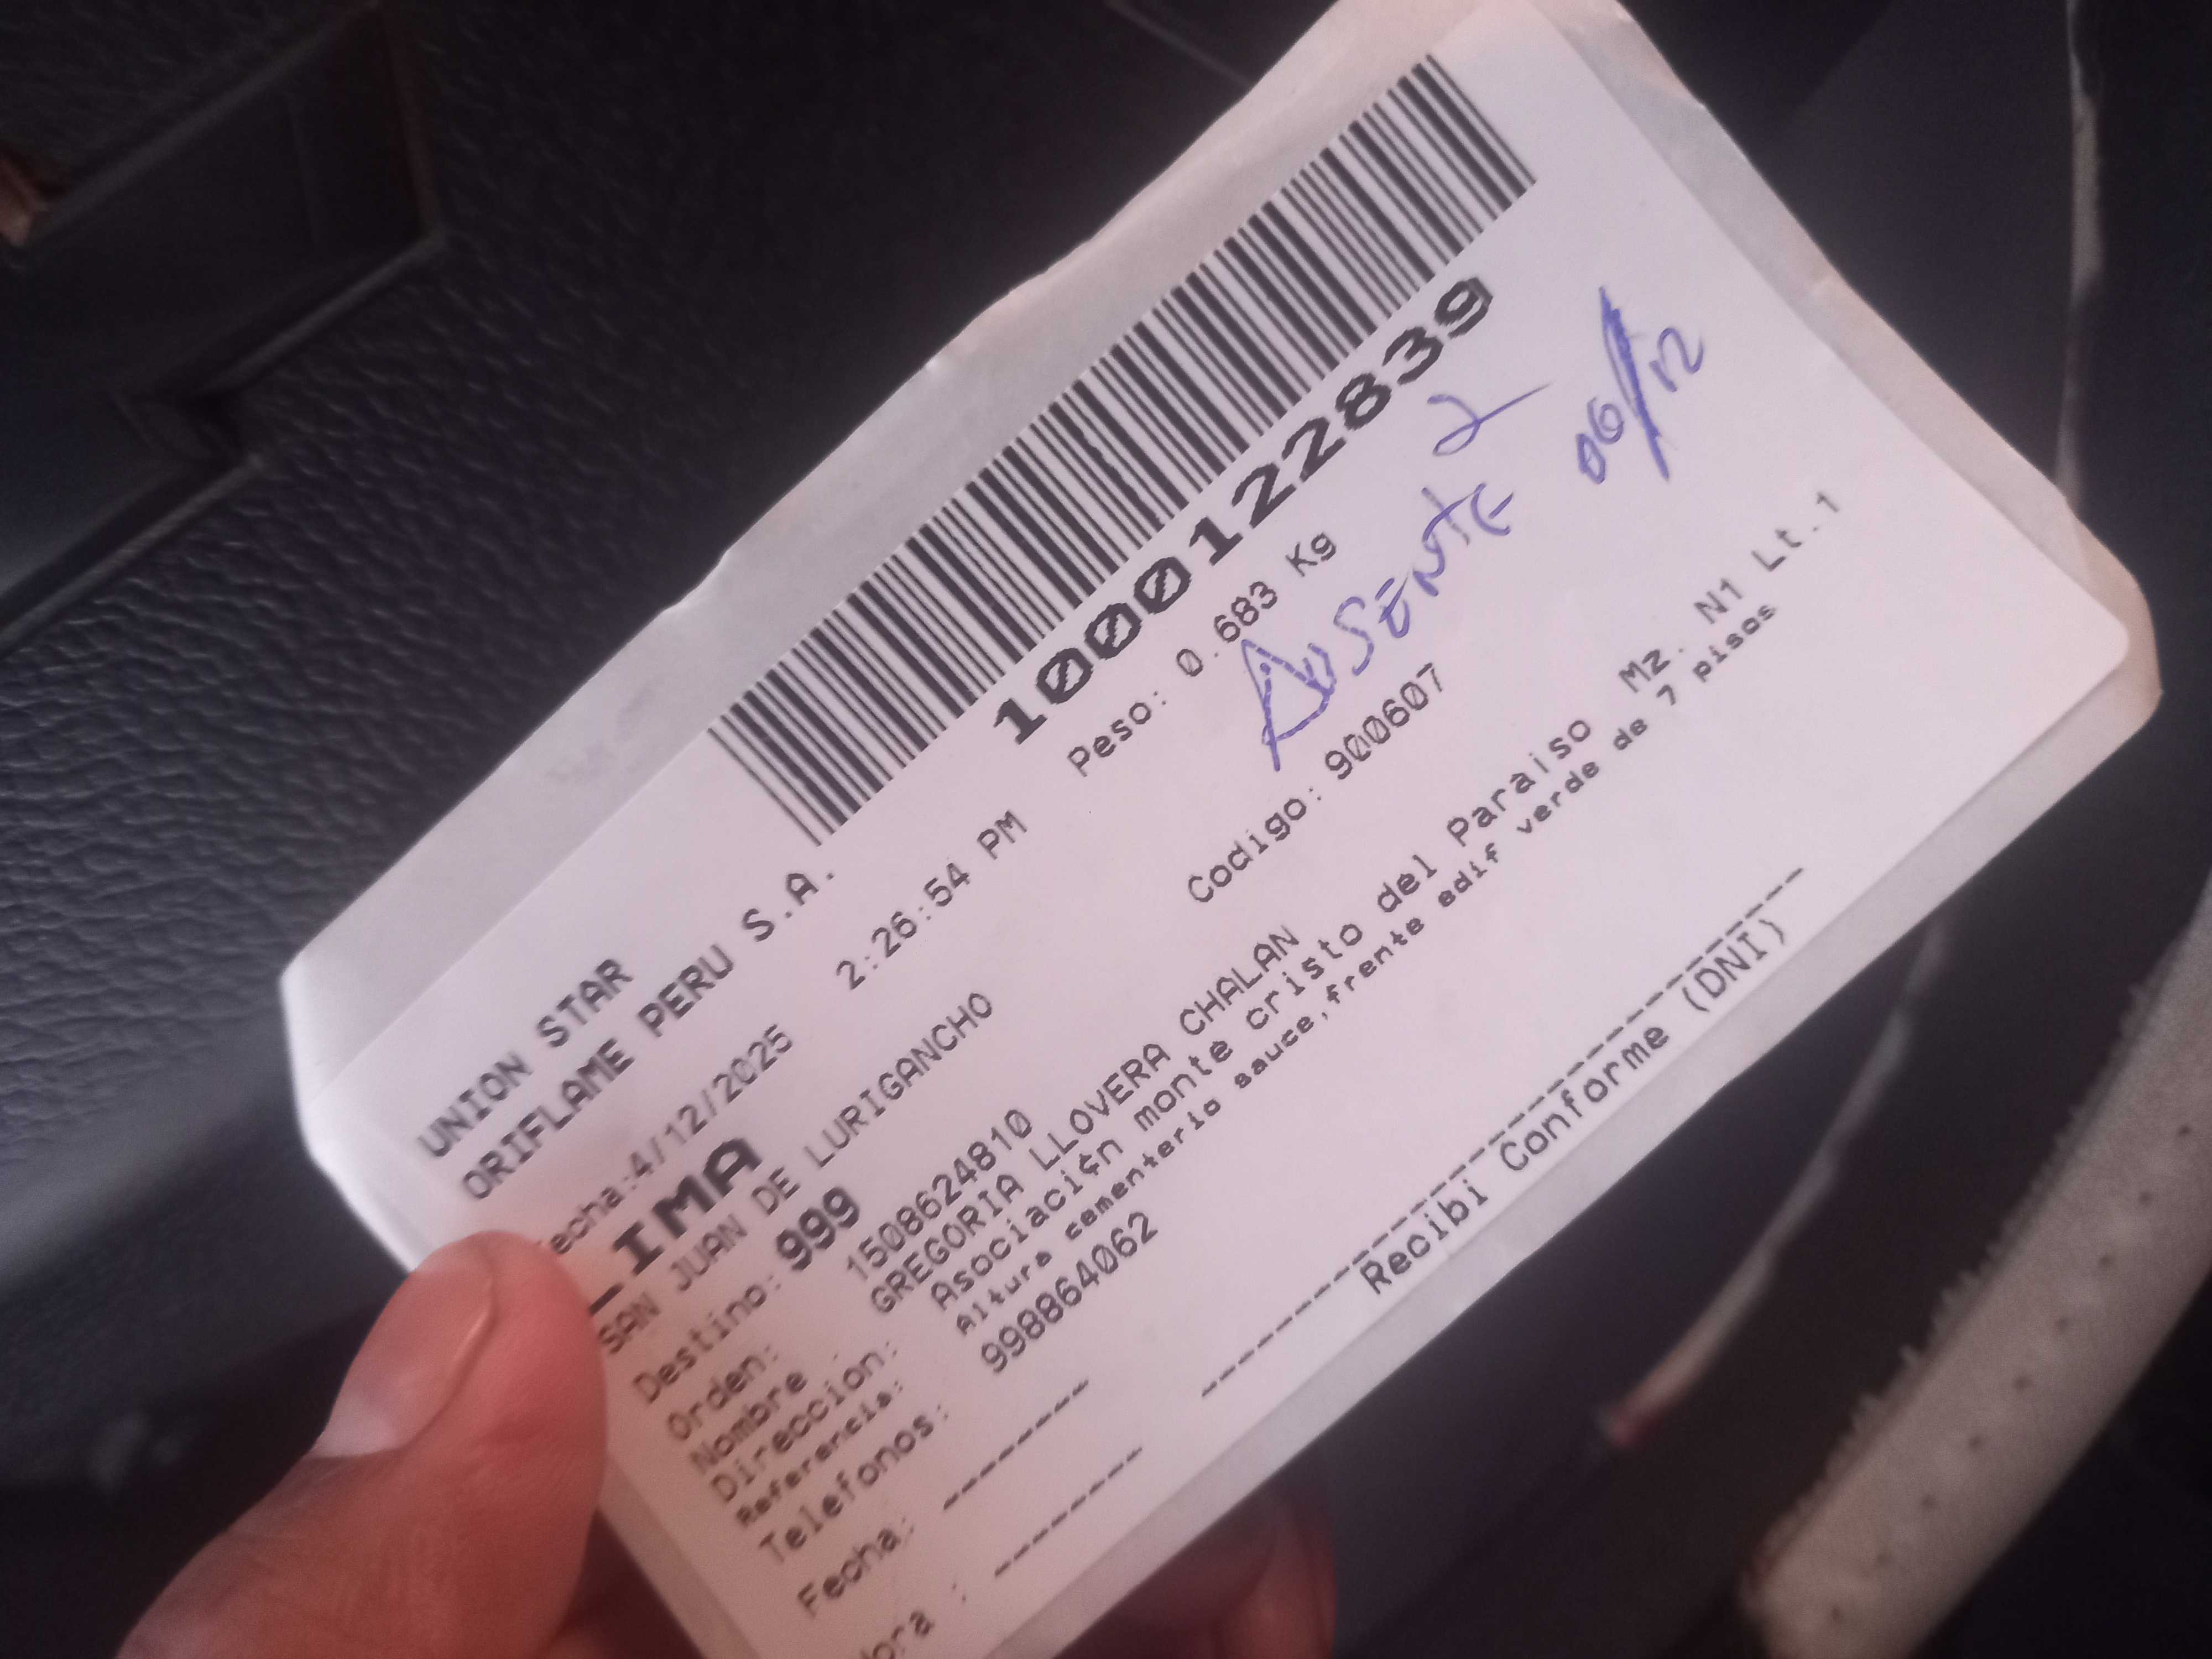 100012 2839
UNION STAR
ORIFLAME PERU S.A.
Fecha:4/12/2025 2:26:54 PM Peso: 0.683 Kg
AUSENTE 2 06/12
LIMA
SAN JUAN DE LURIGANCHO
Destino: 999 Codigo: 900607
Orden: 1508624810
Nombre : GREGORIA LLOVERA CHALAN
Direccion: Asociaci¢n monte cristo del Paraiso Mz. N1 Lt.1
Referencia: Altura cementerio sauce,frente edif verde de 7 pisos
Telefonos: 998864062
Fecha: -------
Hora : -------
Recibi Conforme (DNI)